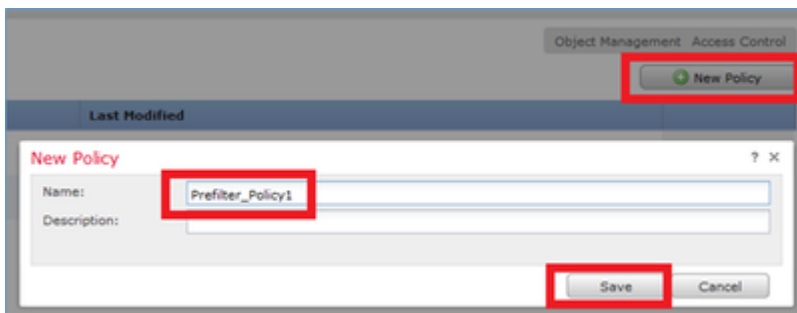 Object Management Access Control
New Policy
Last Modified
New Policy ? ×
Name: Prefilter_Policy1
Description:
Save Cancel